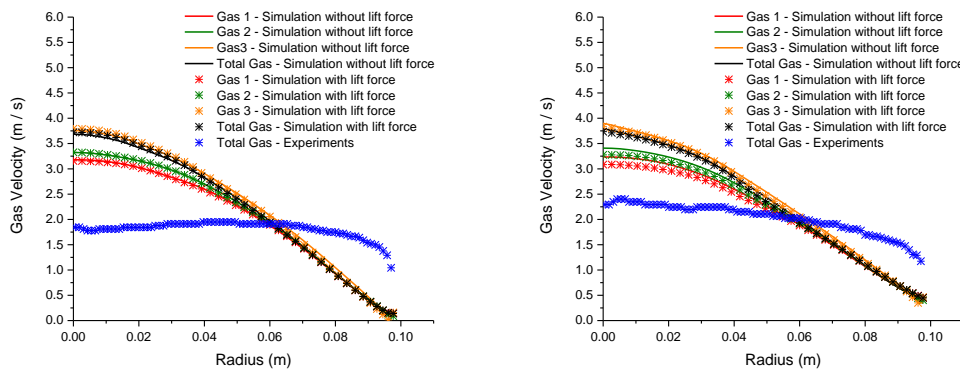 Gas 1 - Simulation without lift force
Gas 2 - Simulation without lift force
Gas3 - Simulation without lift force
Total Gas - Simulation without lift force
Gas 1 - Simulation with lift force
Gas 2 - Simulation with lift force
Gas 3 - Simulation with lift force
Total Gas - Simulation with lift force
Total Gas - Experiments
6.0
5.5
5.0
4.5
4.0
3.5
3.0
2.5
2.0
1.5
1.0
0.5
0.0
Gas Velocity (m / s)
0.00 0.02 0.04 0.06 0.08 0.10
Radius (m)
Gas 1 - Simulation without lift force
Gas 2 - Simulation without lift force
Gas3 - Simulation without lift force
Total Gas - Simulation without lift force
Gas 1 - Simulation with lift force
Gas 2 - Simulation with lift force
Gas 3 - Simulation with lift force
Total Gas - Simulation with lift force
Total Gas - Experiments
6.0
5.5
5.0
4.5
4.0
3.5
3.0
2.5
2.0
1.5
1.0
0.5
0.0
Gas Velocity (m / s)
0.00 0.02 0.04 0.06 0.08 0.10
Radius (m)